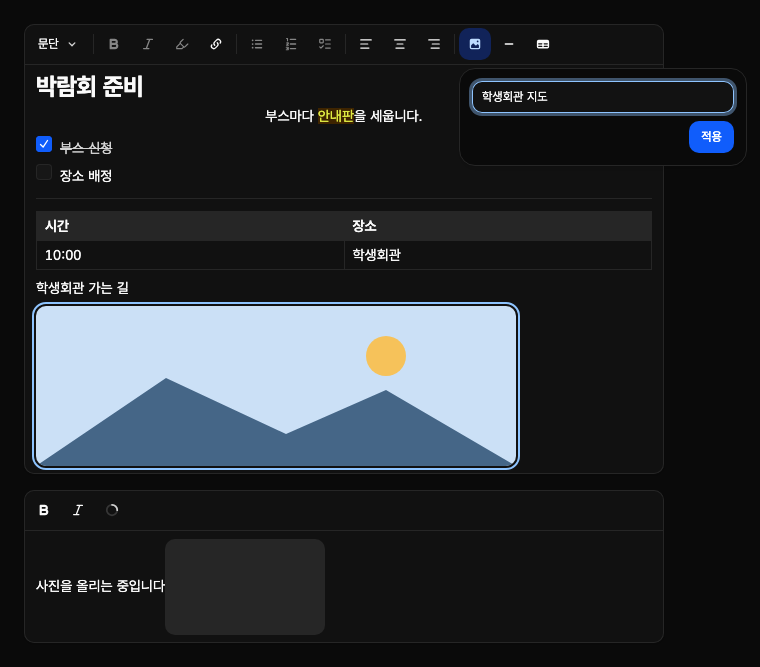 문단
B
I
박람회 준비
부스마다 안내판을 세웁니다.
부스 신청
장소 배정
시간 장소
10:00 학생회관
학생회관 가는 길
학생회관 지도
적용
B
I
사진을 올리는 중입니다